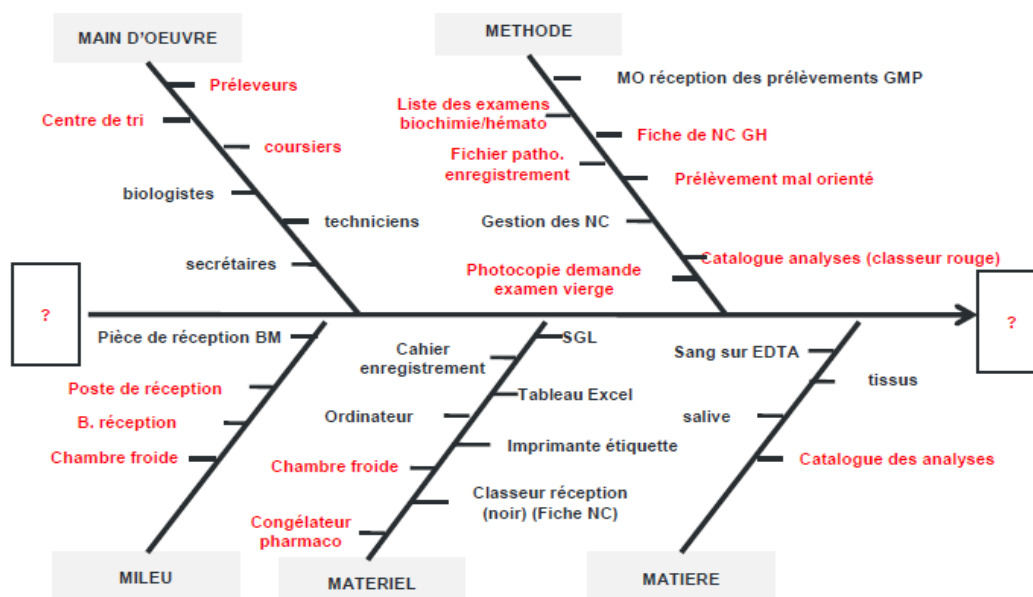 MAIN D'OEUVRE
METHODE
Préleveurs
MO réception des prélèvements GMP
Centre de tri
Liste des examens
biochimie/hémato
coursiers
Fiche de NC GH
Fichier patho.
enregistrement
Prélèvement mal orienté
biologistes
techniciens
Gestion des NC
secrétaires
Catalogue analyses (classeur rouge)
Photocopie demande
examen vierge
?
?
Pièce de réception BM
SGL
Cahier
enregistrement
Sang sur EDTA
tissus
Poste de réception
Tableau Excel
B. réception
Ordinateur
salive
Imprimante étiquette
Chambre froide
Chambre froide
Catalogue des analyses
Classeur réception
(noir) (Fiche NC)
Congélateur
pharmaco
MILEU
MATERIEL
MATIERE